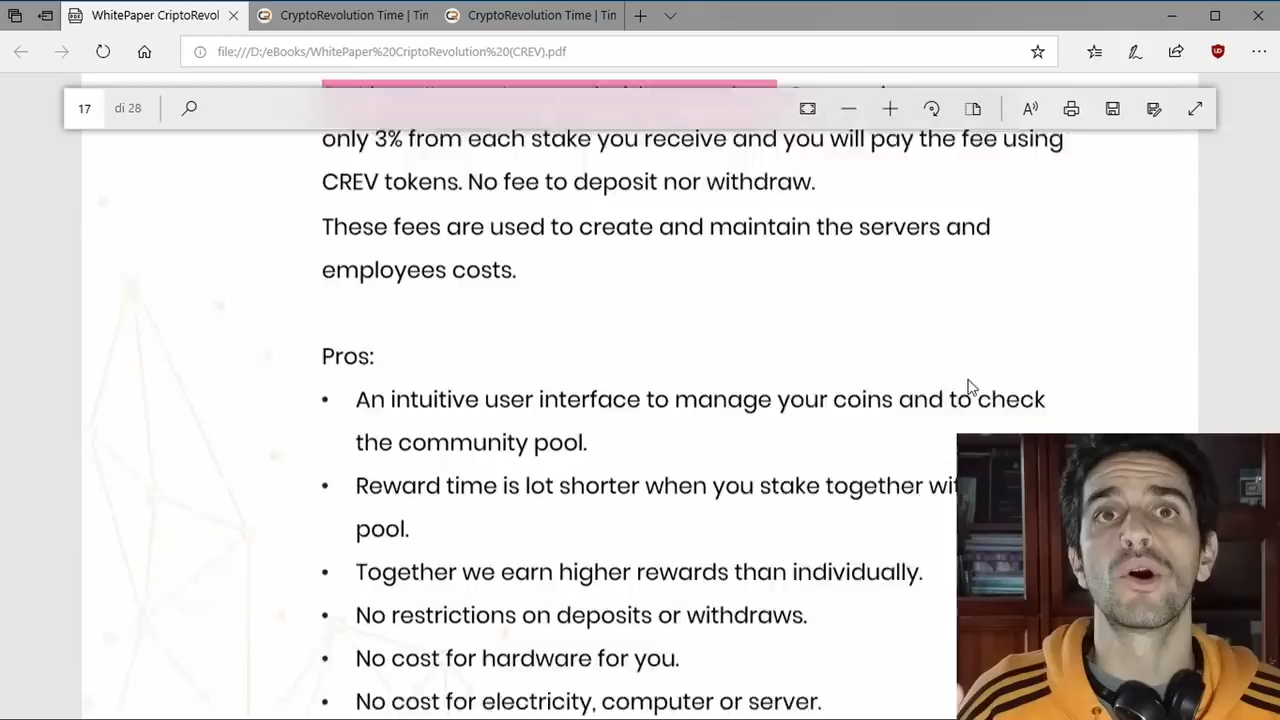 WhitePaper CriptoRevol
CryptoRevolution Time | Tin
CryptoRevolution Time | Tin
file:///D:/eBooks/WhitePaper%20CriptoRevolution%20(CREV).pdf
17
di 28
only 3% from each stake you receive and you will pay the fee using
CREV tokens. No fee to deposit nor withdraw.
These fees are used to create and maintain the servers and
employees costs.
Pros:
• An intuitive user interface to manage your coins and to check
the community pool.
• Reward time is lot shorter when you stake together wit
pool.
• Together we earn higher rewards than individually.
• No restrictions on deposits or withdraws.
• No cost for hardware for you.
• No cost for electricity, computer or server.